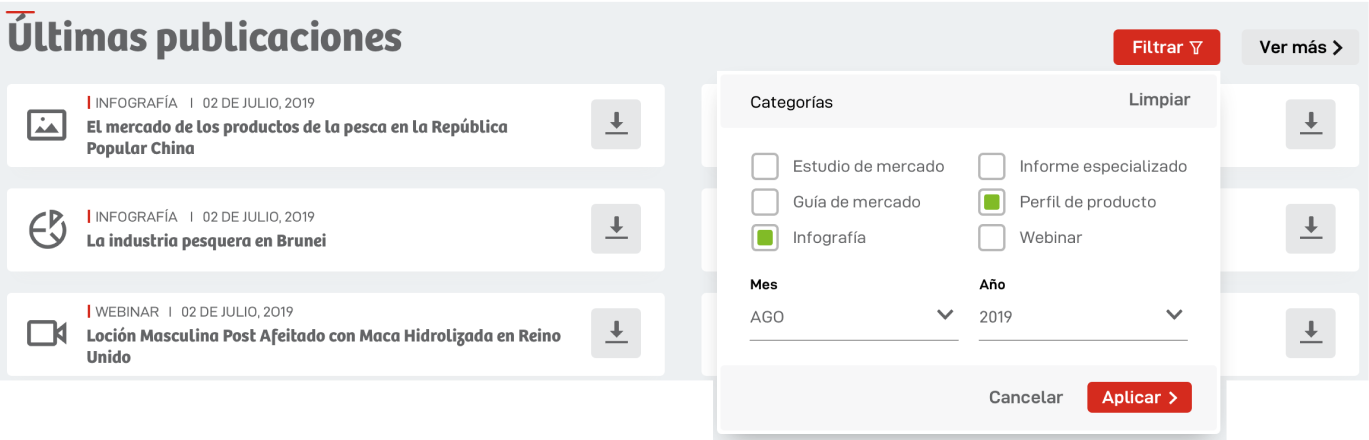 Últimas publicaciones
Filtrar
Ver más
INFOGRAFÍA | 02 DE JULIO, 2019
El mercado de los productos de la pesca en la República
Popular China
INFOGRAFÍA | 02 DE JULIO, 2019
La industria pesquera en Brunei
WEBINAR | 02 DE JULIO, 2019
Loción Masculina Post Afeitado con Maca Hidrolizada en Reino
Unido
Categorías
Limpiar
Estudio de mercado
Informe especializado
Guía de mercado
Perfil de producto
Infografía
Webinar
Mes
Año
AGO
2019
Cancelar
Aplicar